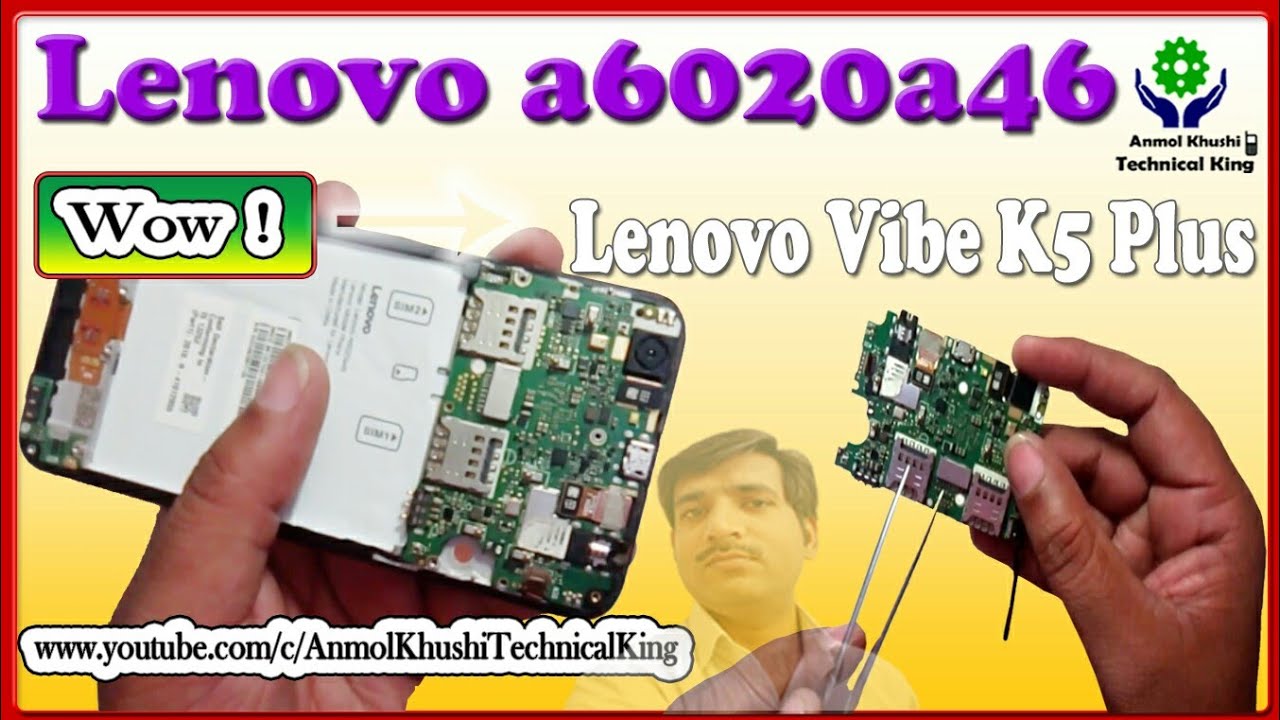 Lenovo a6020a46
Anmol Khushi
Technical King
Wow !
Lenovo Vibe K5 Plus
Lenovo
SIM2
SIM1
www.youtube.com/c/AnmolKhushiTechnicalKing